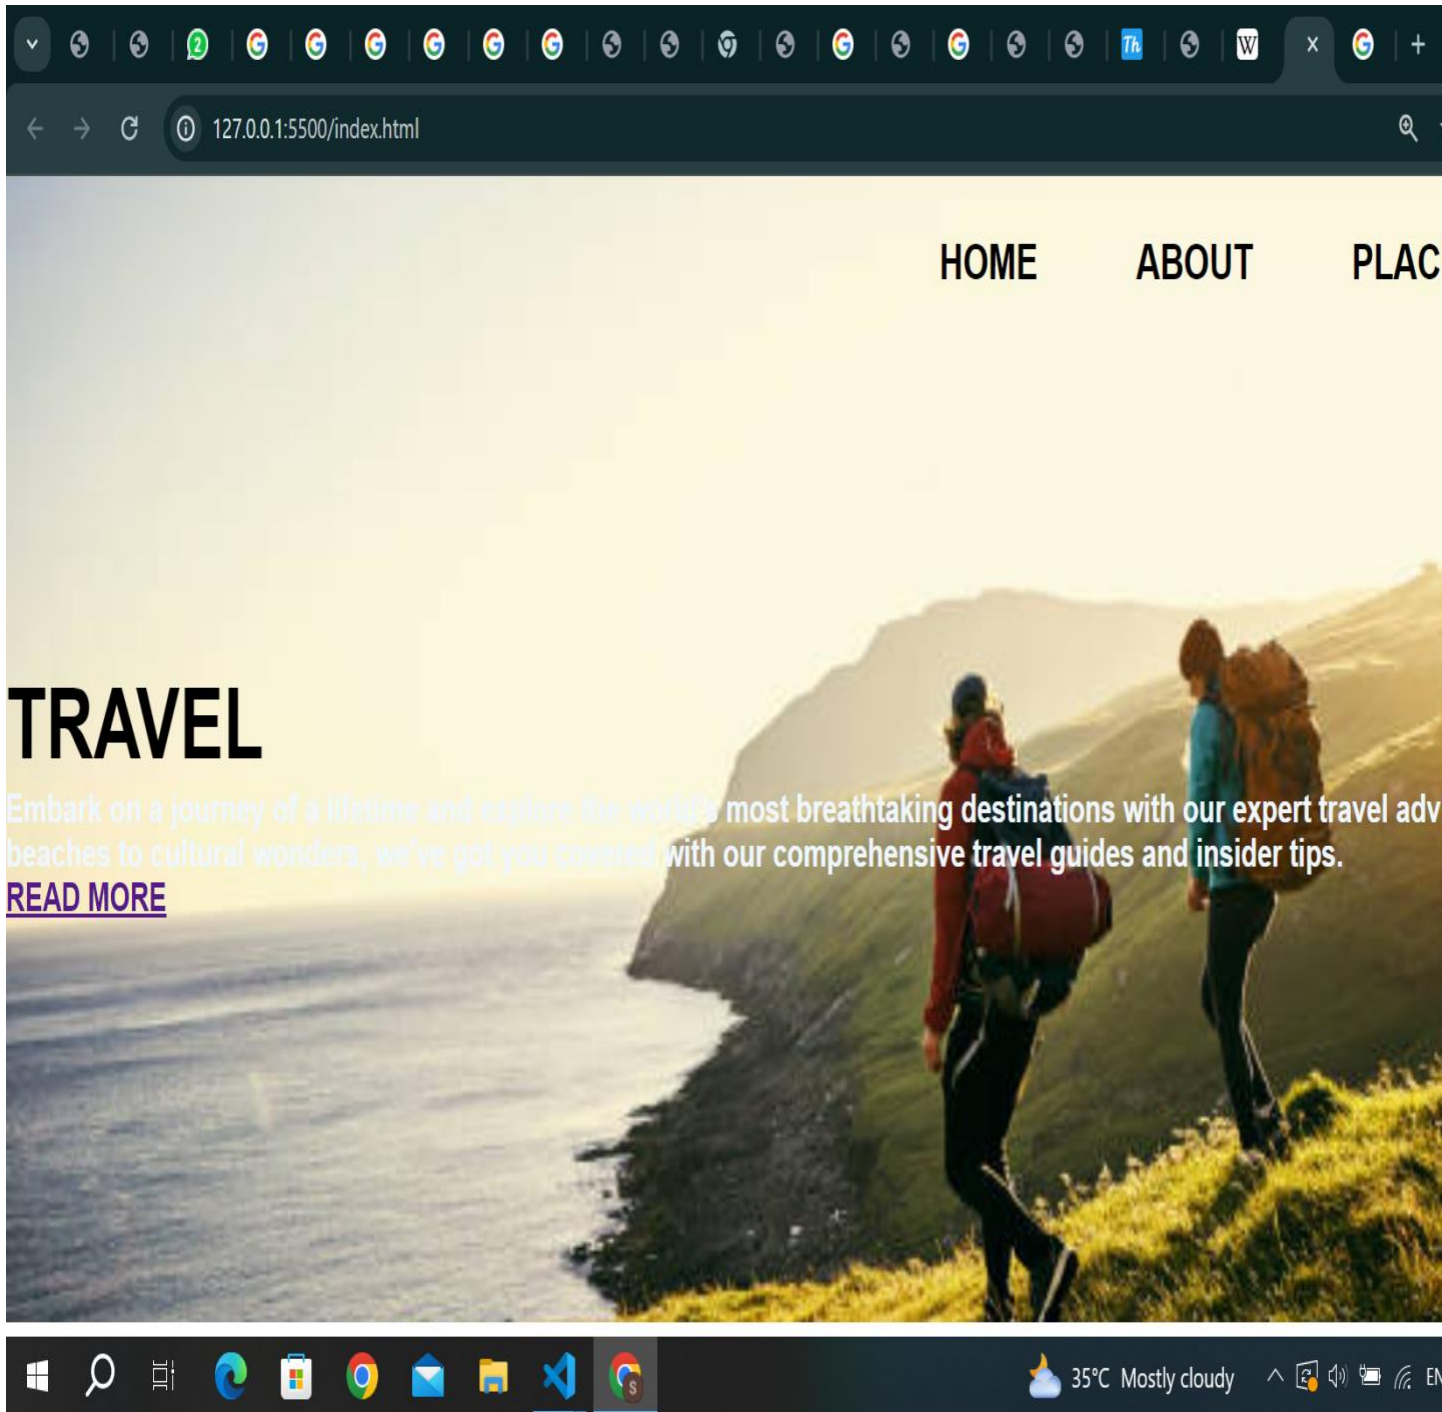 2
Th
W
127.0.0.1:5500/index.html
HOME ABOUT PLAC
TRAVEL
Embark on a journey of a lifetime and explore the world's most breathtaking destinations with our expert travel adv
beaches to cultural wonders, we've got you covered with our comprehensive travel guides and insider tips.
READ MORE
S
35°C Mostly cloudy EN